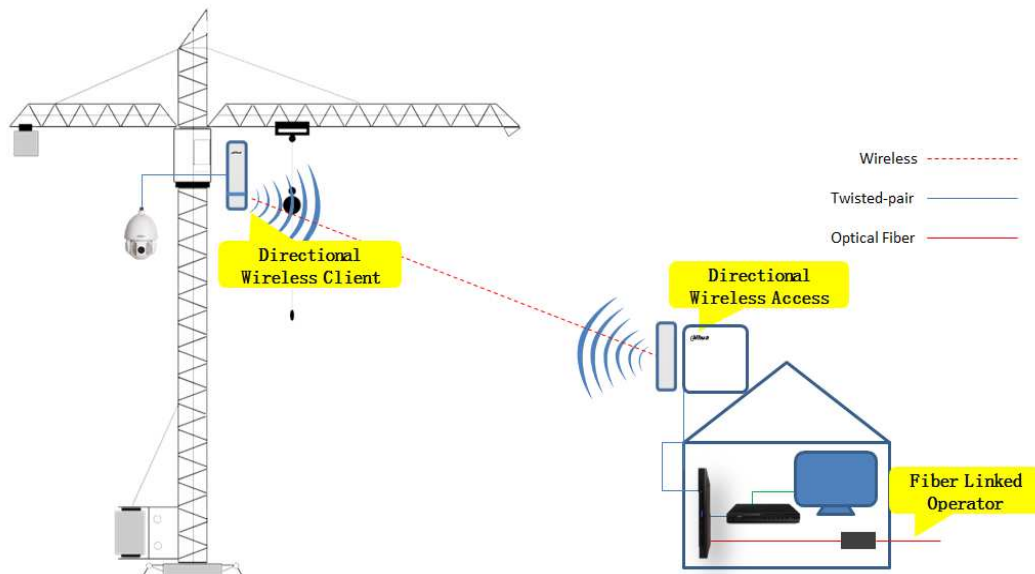 Wireless
Twisted-pair
Optical Fiber
Directional
Wireless Client
Directional
Wireless Access
Fiber Linked
Operator